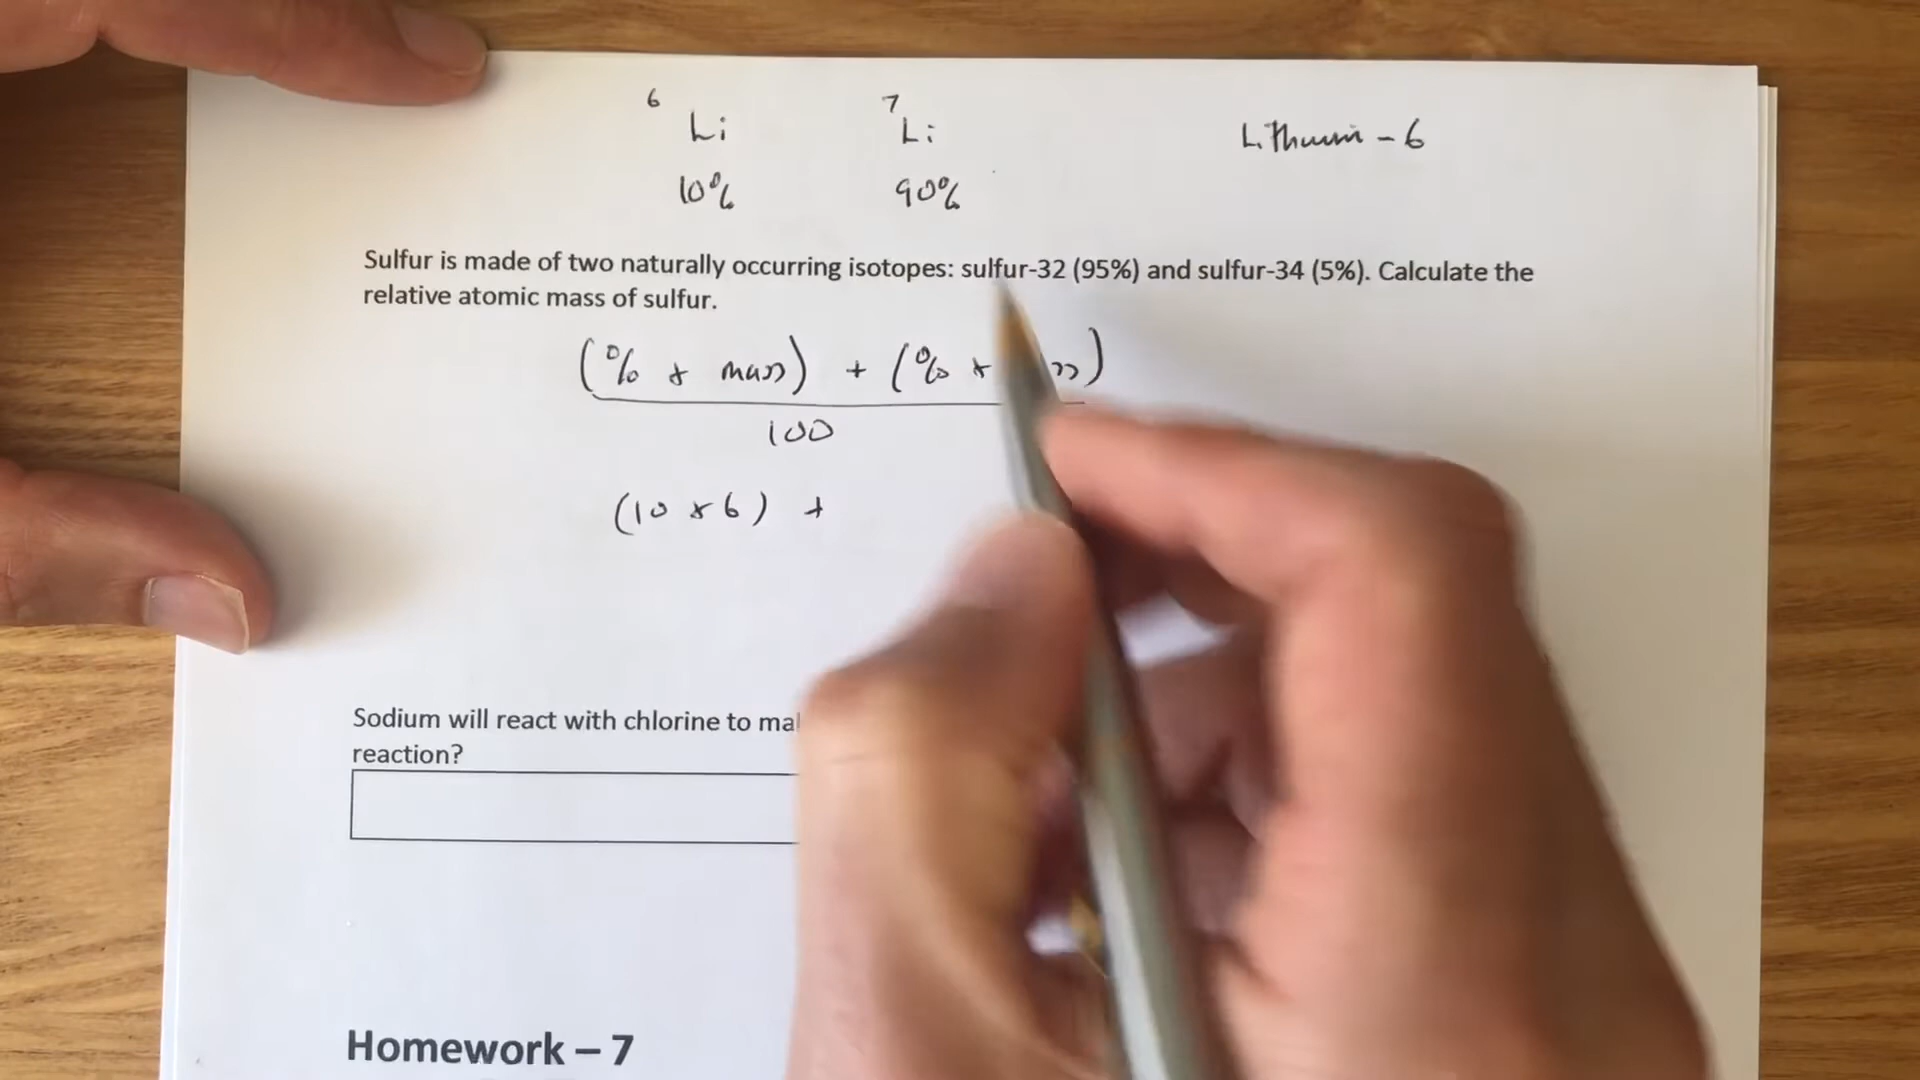 6 Li 7 Li Lithium - 6
10% 90%
Sulfur is made of two naturally occurring isotopes: sulfur-32 (95%) and sulfur-34 (5%). Calculate the
relative atomic mass of sulfur.
(% x mass) + (% x
100
(10 x 6) +
Sodium will react with chlorine to
reaction?
Homework – 7